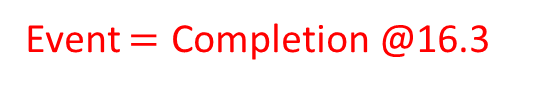 Event = Completion @16.3